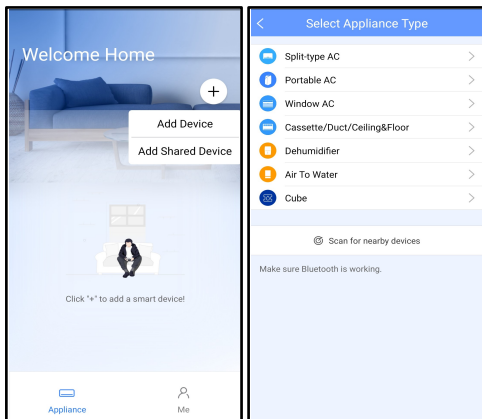 Welcome Home
+
Add Device
Add Shared Device
Click "+" to add a smart device!
Appliance
Me
Select Appliance Type
Split-type AC
Portable AC
Window AC
Cassette/Duct/Ceiling&Floor
Dehumidifier
Air To Water
Cube
Scan for nearby devices
Make sure Bluetooth is working.